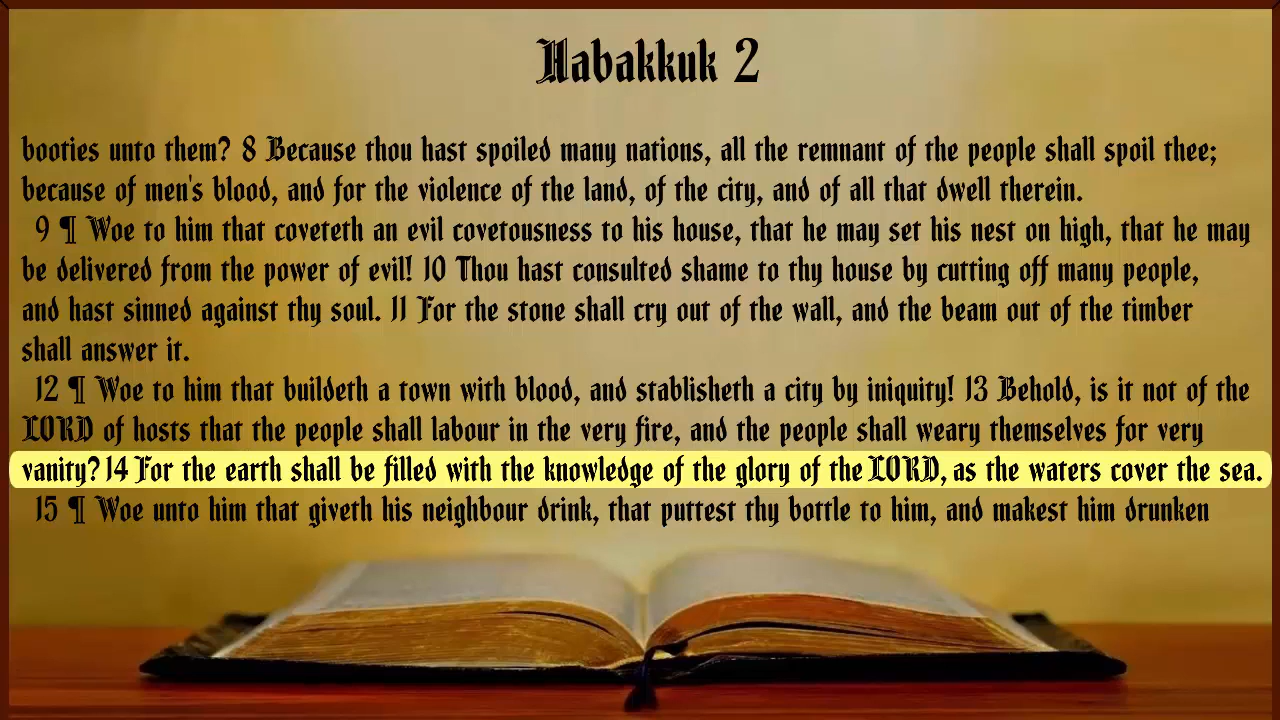 Habakkuk 2
booties unto them? 8 Because thou hast spoiled many nations, all the remnant of the people shall spoil thee;
because of men's blood, and for the violence of the land, of the city, and of all that dwell therein.
9 ¶ Woe to him that coveteth an evil covetousness to his house, that he may set his nest on high, that he may
be delivered from the power of evil! 10 Thou hast consulted shame to thy house by cutting off many people,
and hast sinned against thy soul. 11 For the stone shall cry out of the wall, and the beam out of the timber
shall answer it.
12 ¶ Woe to him that buildeth a town with blood, and stablisheth a city by iniquity! 13 Behold, is it not of the
LORD of hosts that the people shall labour in the very fire, and the people shall weary themselves for very
vanity? 14 For the earth shall be filled with the knowledge of the glory of the LORD, as the waters cover the sea.
15 ¶ Woe unto him that giveth his neighbour drink, that puttest thy bottle to him, and makest him drunken